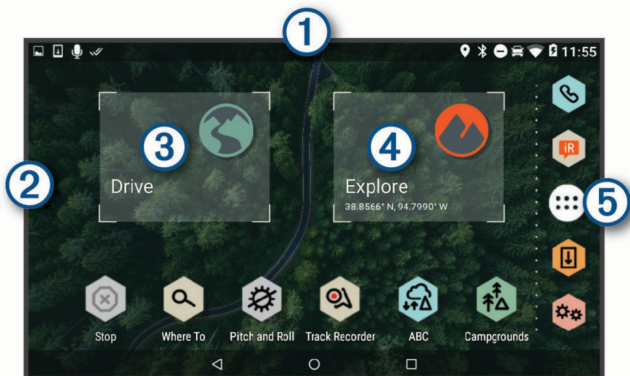 1
11:55
2
3
4
5
Drive
Explore
38.8566° N, 94.7990° W
iR
Stop
Where To
Pitch and Roll
Track Recorder
ABC
Campgrounds